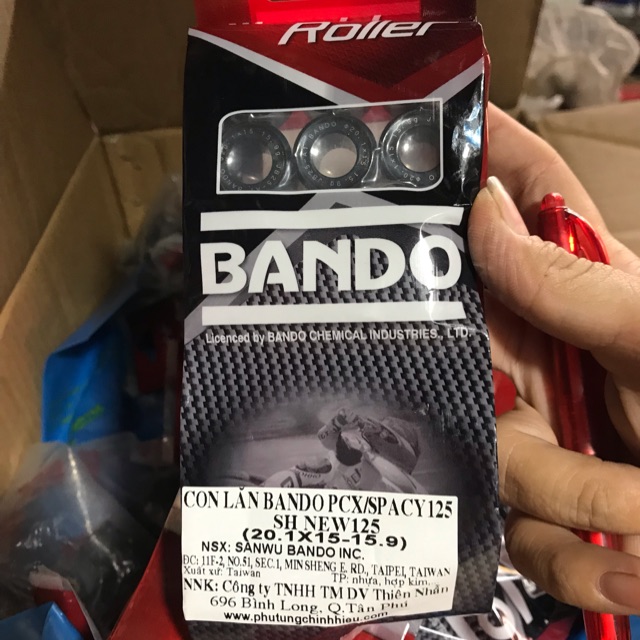 Roller
BANDO
BANDO
Licenced by BANDO CHEMICAL INDUSTRIES., LTD.
CON LĂN BANDO PCX/SPACY125
SH NEW125
(20.1X15-15.9)
NSX: SANWU BANDO INC.
ĐC: 11F-2, NO.51, SEC.1, MIN SHENG E. RD., TAIPEI, TAIWAN
Xuất xứ: Taiwan TP: nhựa, hợp kim,
NNK: Công ty TNHH TM DV Thiên Nhẫn
696 Bình Long, Q.Tân Phú
www.phutungchinhhieu.com